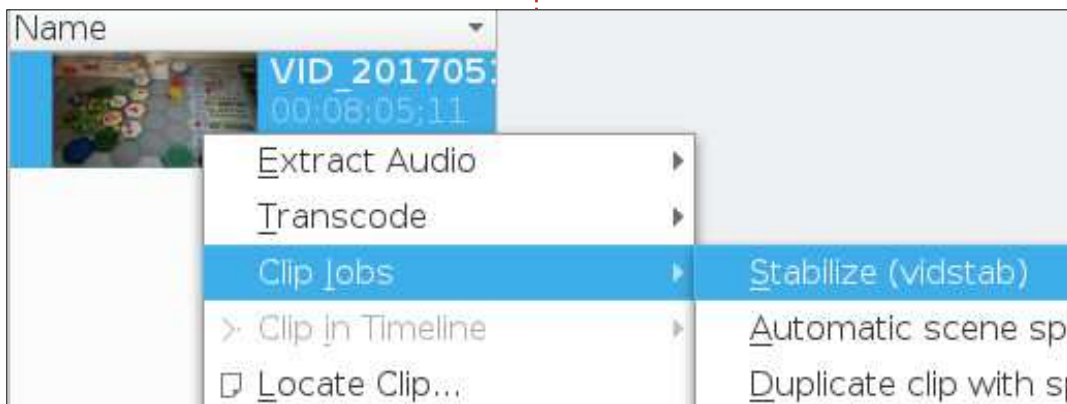 Name
VID_201705
00:08:05;11
Extract Audio
Transcode
Clip Jobs
Stabilize (vidstab)
Clip in Timeline
Automatic scene sp
Locate Clip...
Duplicate clip with sp